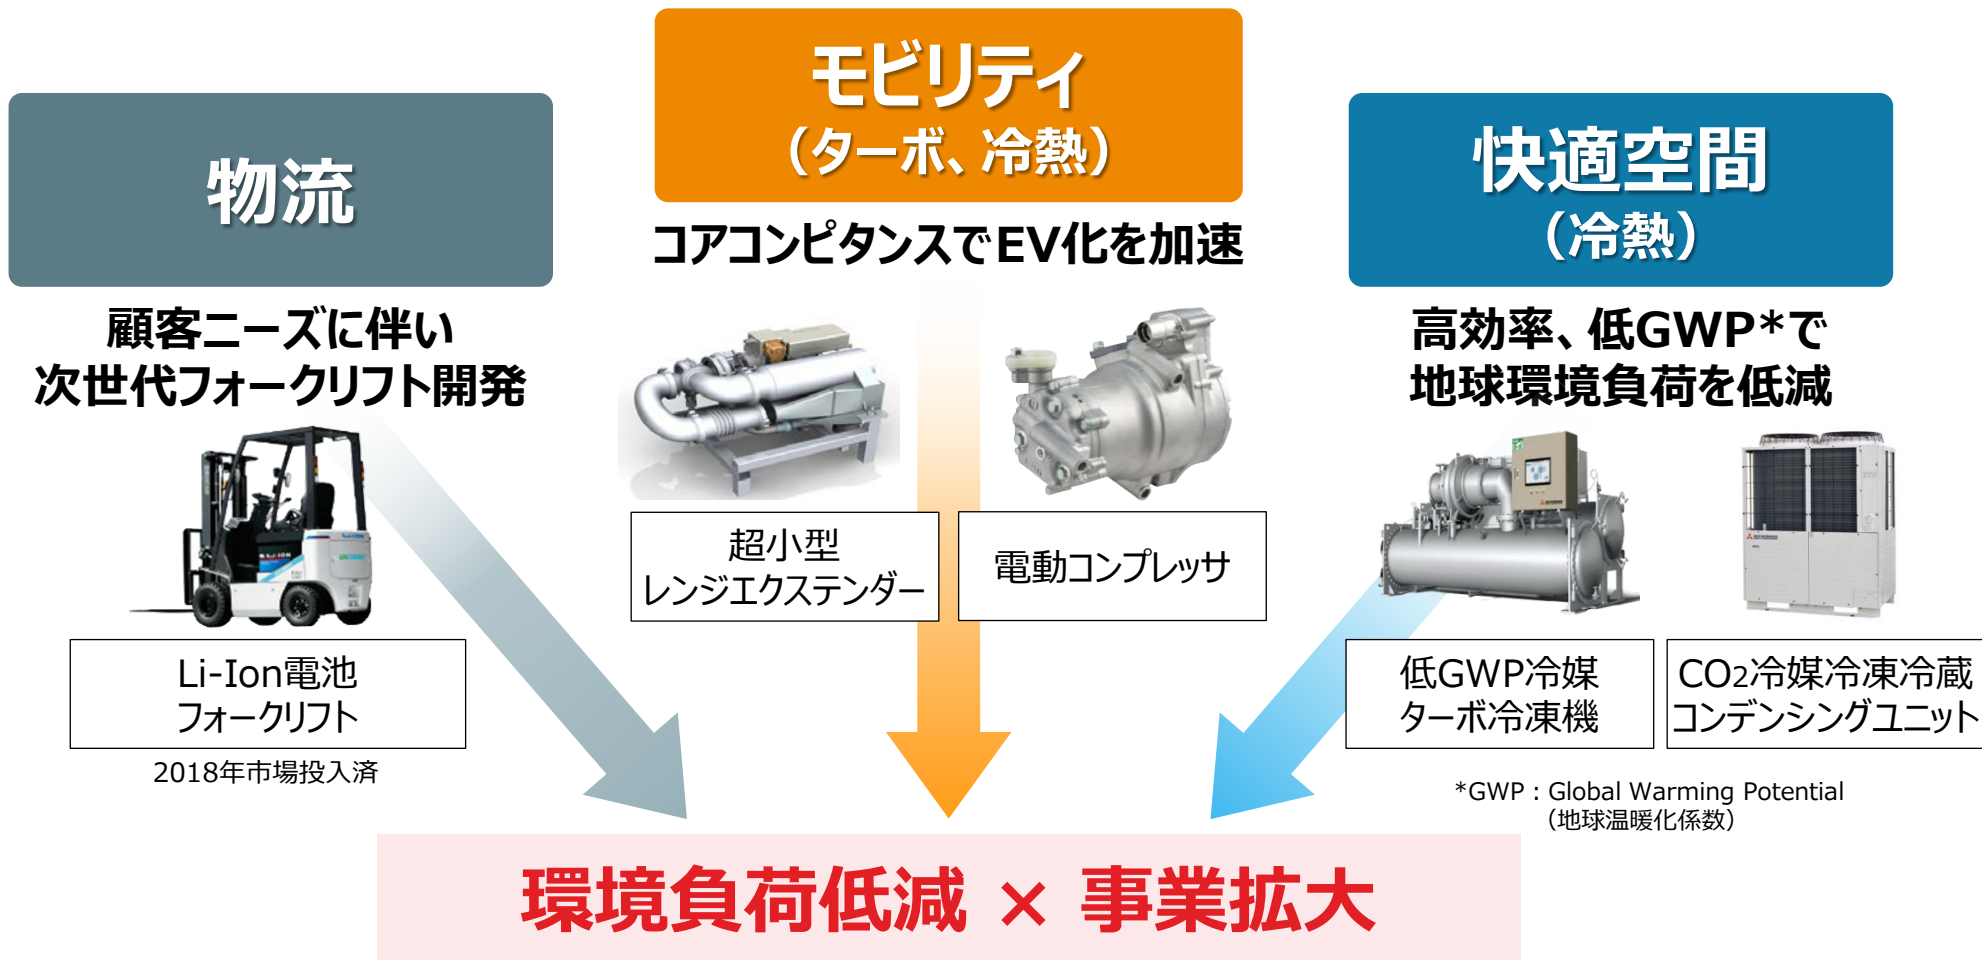 物流
顧客ニーズに伴い
次世代フォークリフト開発
Li-Ion電池
フォークリフト
2018年市場投入済
モビリティ
（ターボ、冷熱）
コアコンピタンスでEV化を加速
超小型
レンジエクステンダー
電動コンプレッサ
快適空間
（冷熱）
高効率、低GWP*で
地球環境負荷を低減
低GWP冷媒
ターボ冷凍機
CO2冷媒冷凍冷蔵
コンデンシングユニット
*GWP：Global Warming Potential
（地球温暖化係数）
環境負荷低減 × 事業拡大